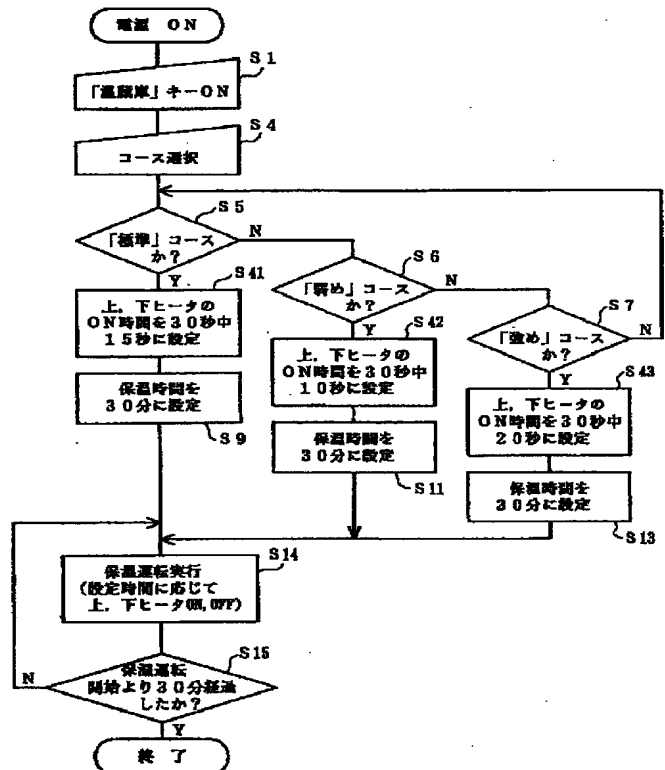 電源 ON
S1
「温蔵庫」キーON
S4
コース選択
S5
「標準」コース
か?
N
Y
S41
上,下ヒータの
ON時間を30秒中
15秒に設定
保温時間を
30分に設定
S9
S6
「弱め」コース
か?
N
Y
S42
上,下ヒータの
ON時間を30秒中
10秒に設定
保温時間を
30分に設定
S11
S7
「強め」コース
か?
N
Y
S43
上,下ヒータの
ON時間を30秒中
20秒に設定
保温時間を
30分に設定
S13
S14
保温運転実行
(設定時間に応じて
上,下ヒータON,OFF)
S15
保温運転
開始より30分経過
したか?
N
Y
終了